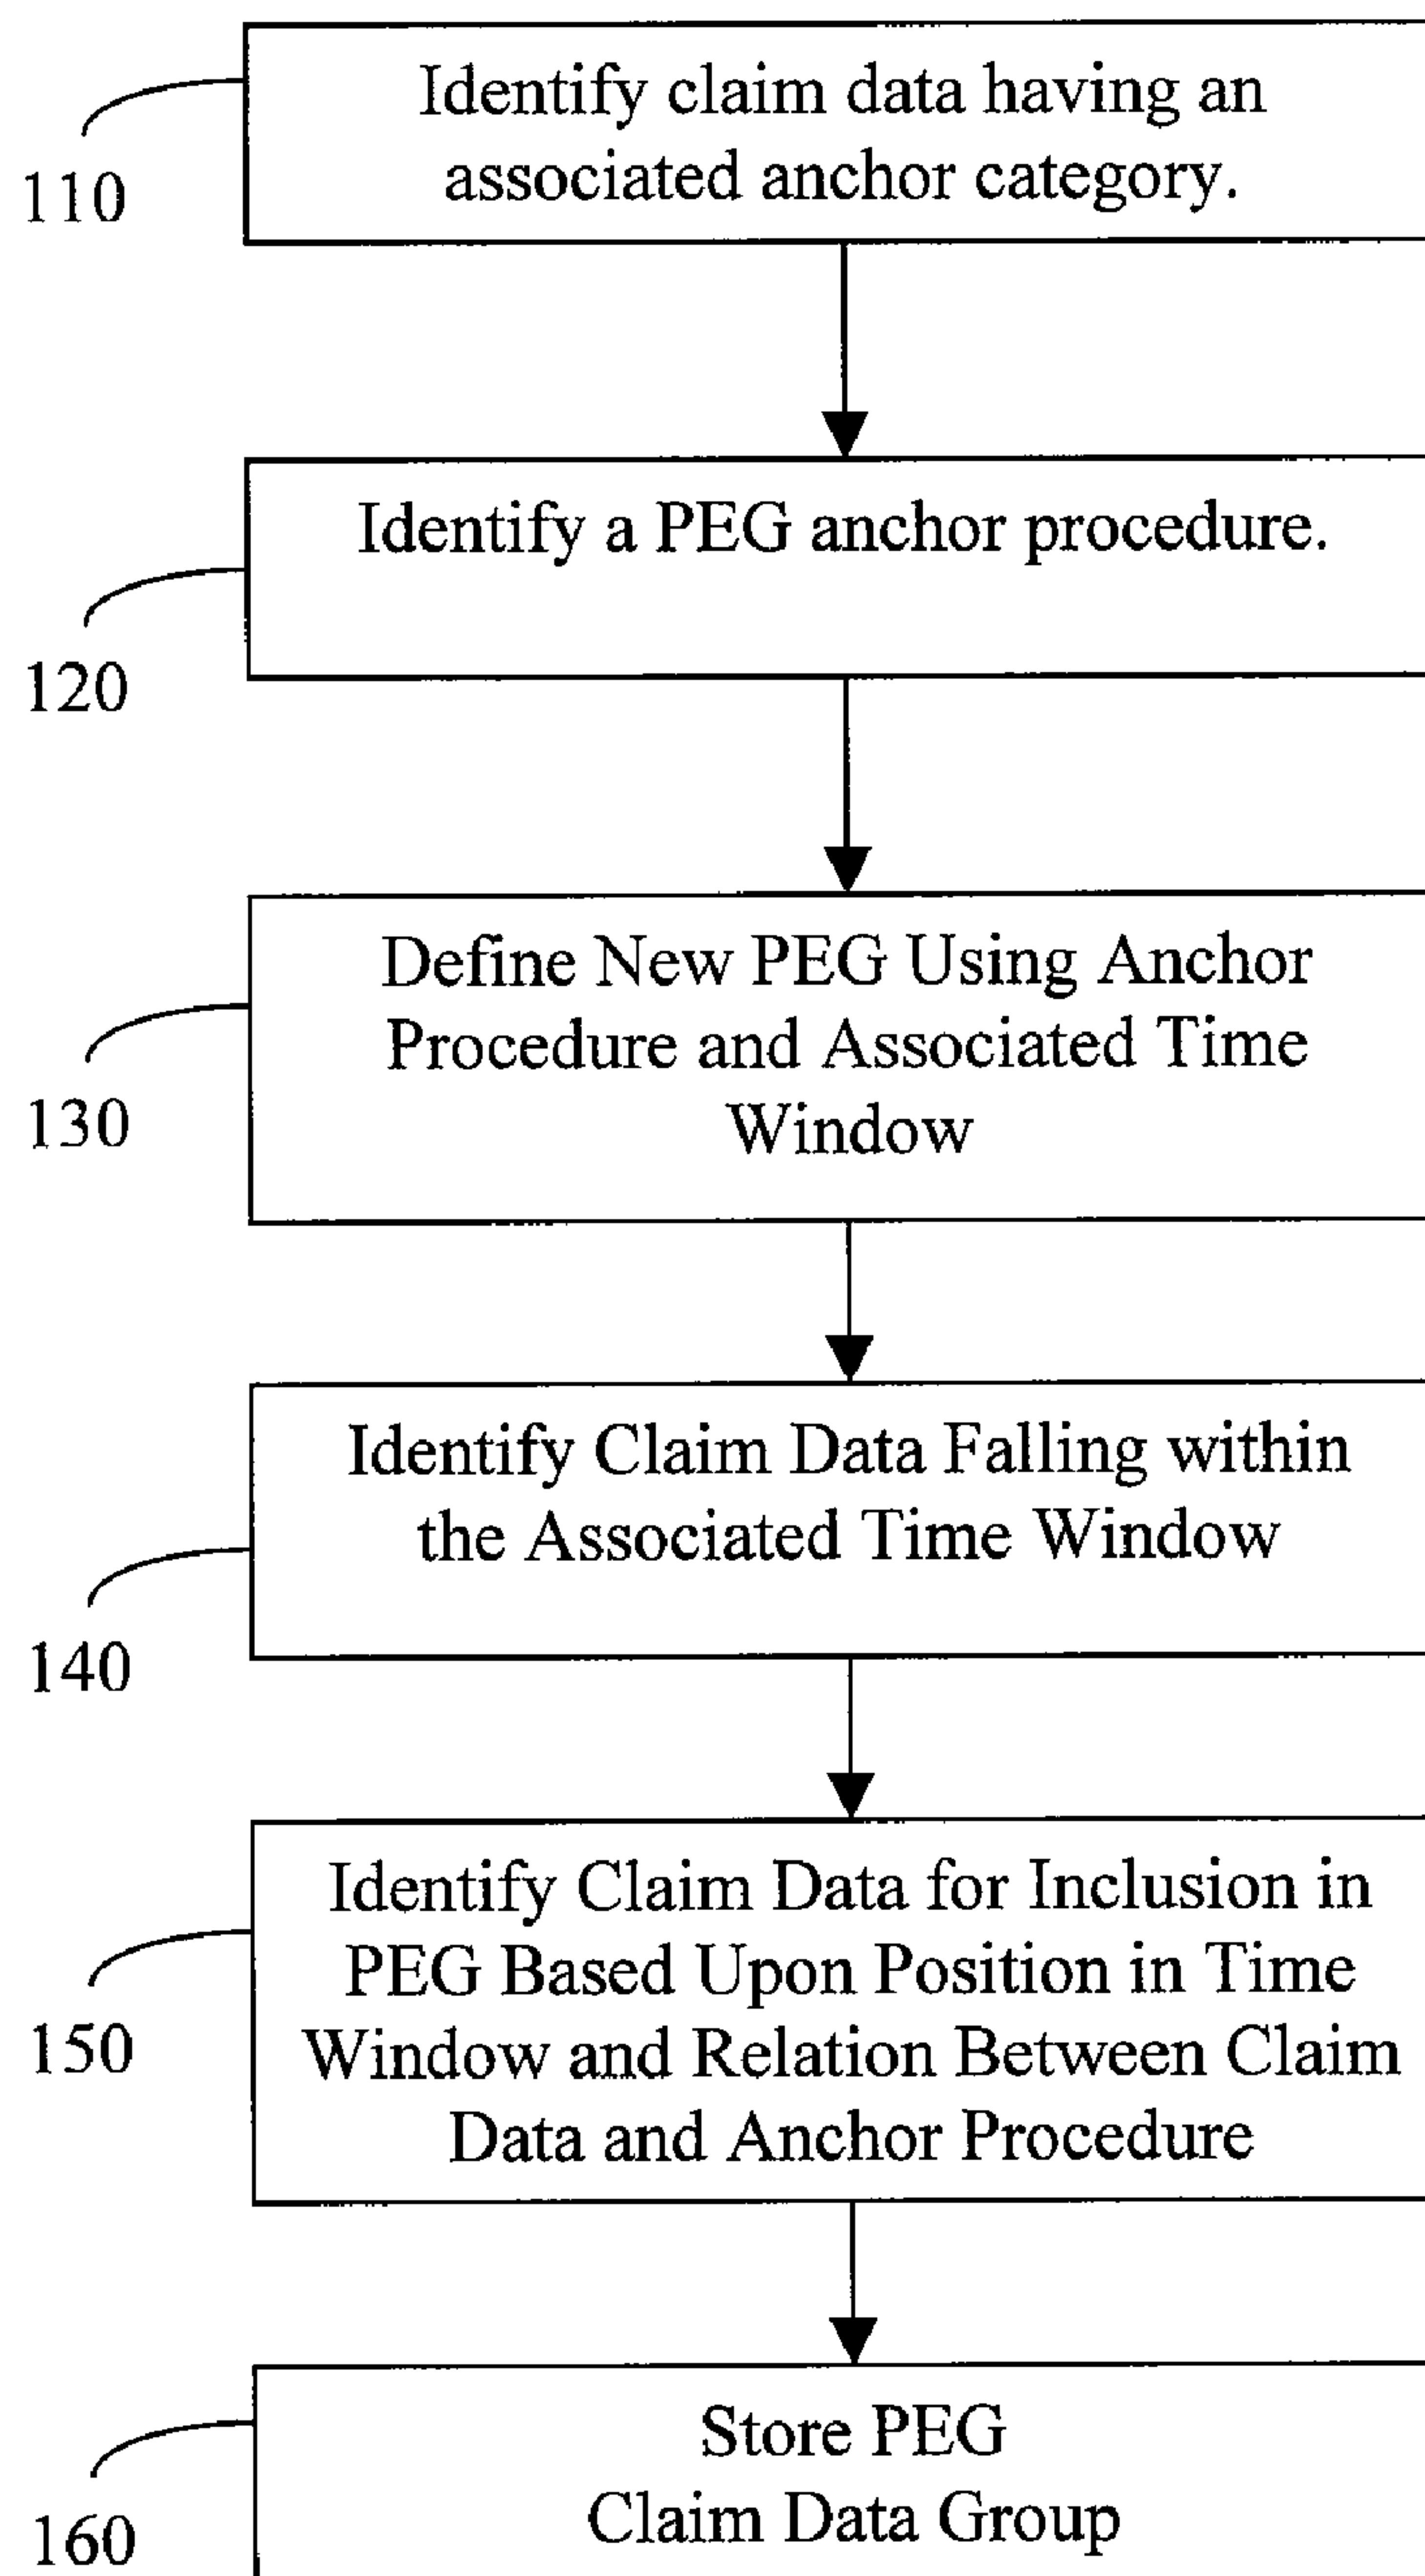 Identify claim data having an
associated anchor category.
110
Identify a PEG anchor procedure.
120
Define New PEG Using Anchor
Procedure and Associated Time
Window
130
Identify Claim Data Falling within
the Associated Time Window
140
Identify Claim Data for Inclusion in
PEG Based Upon Position in Time
Window and Relation Between Claim
Data and Anchor Procedure
150
Store PEG
Claim Data Group
160